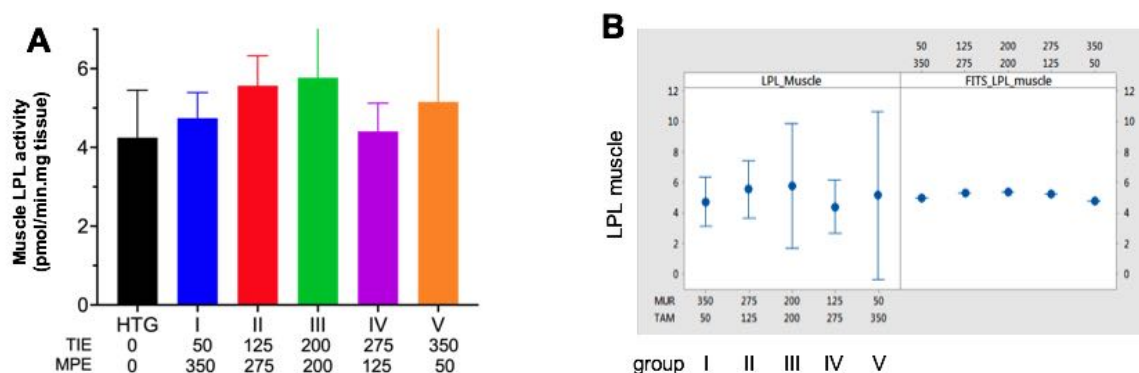 A
Muscle LPL activity
(pmol/min.mg tissue)
6
4
2
0
HTG I II III IV V
TIE 0 50 125 200 275 350
MPE 0 350 275 200 125 50
B
50 125 200 275 350
350 275 200 125 50
LPL_Muscle FITS_LPL_muscle
LPL muscle
12 12
10 10
8 8
6 6
4 4
2 2
0 0
MUR 350 275 200 125 50
TAM 50 125 200 275 350
group I II III IV V